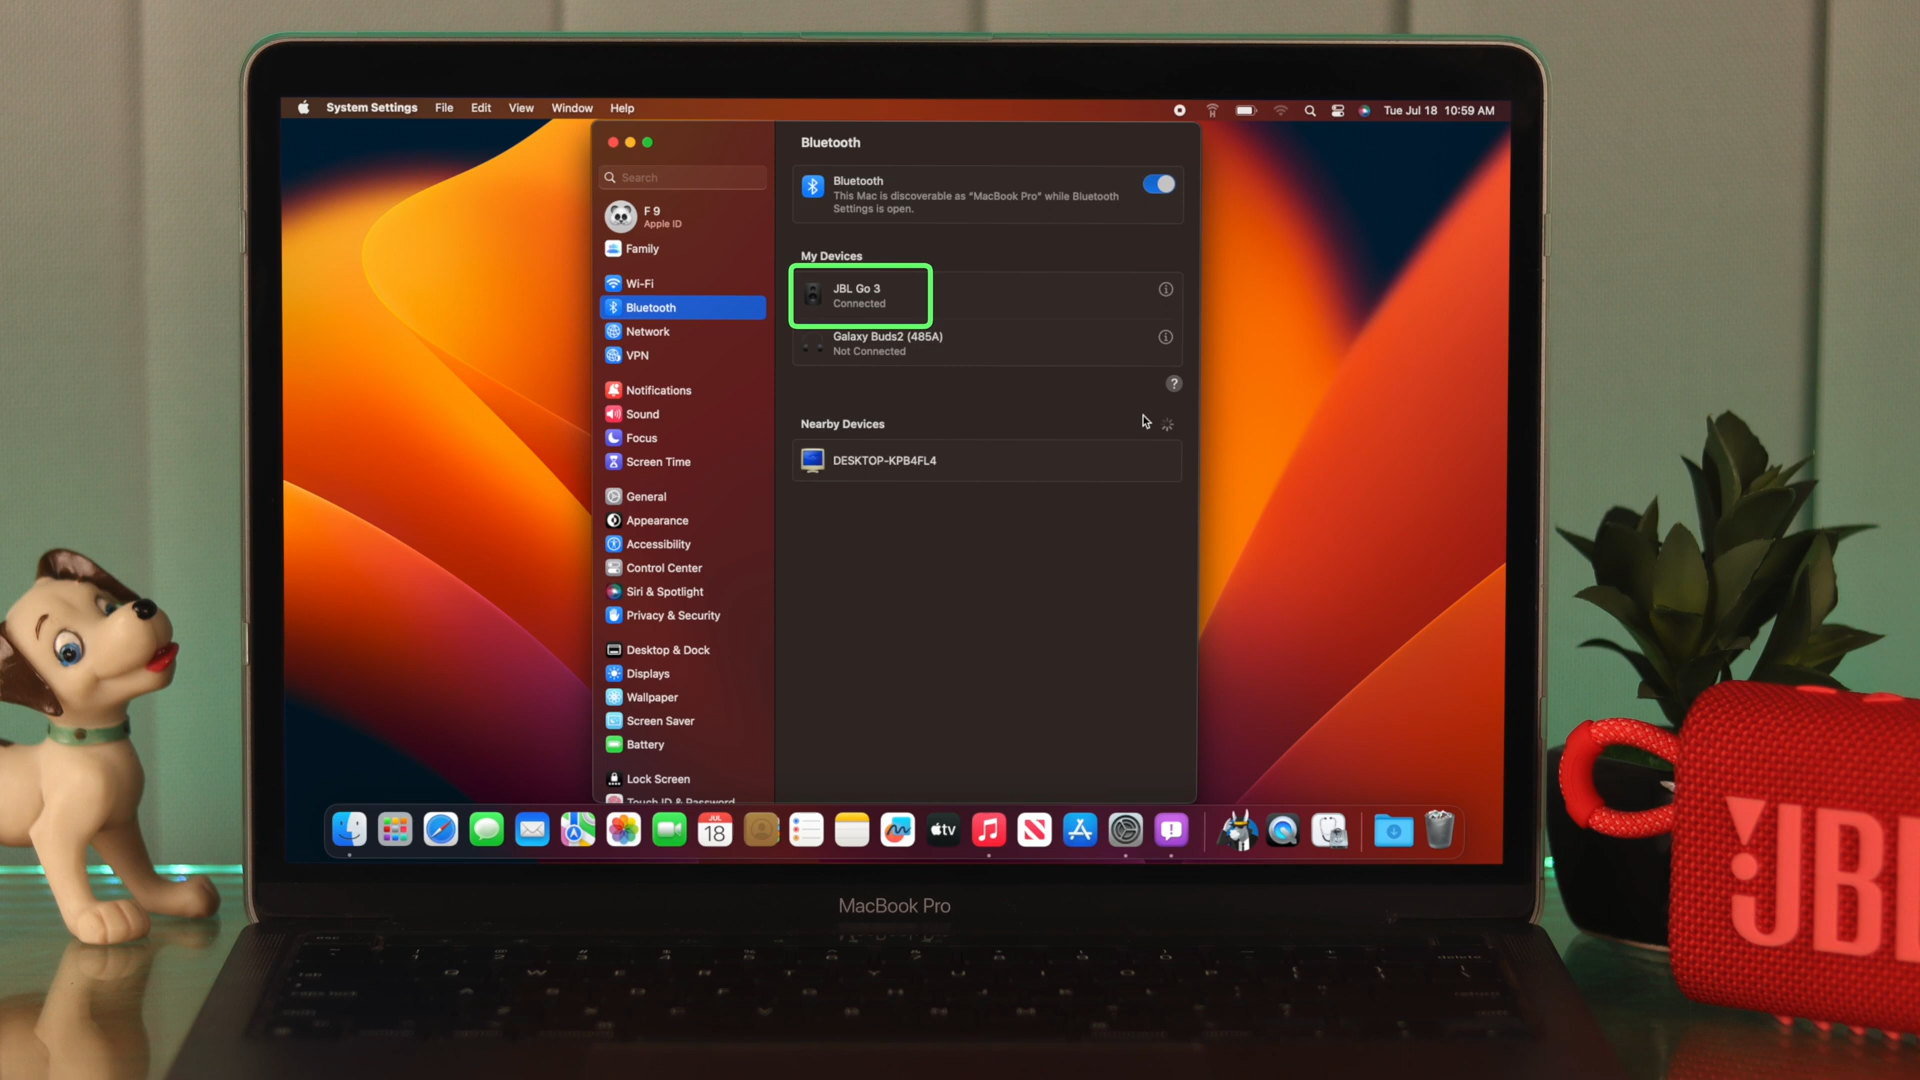 System Settings File Edit View Window Help
Tue Jul 18 10:59 AM
Search
F 9
Apple ID
Family
Wi-Fi
Bluetooth
Network
VPN
Notifications
Sound
Focus
Screen Time
General
Appearance
Accessibility
Control Center
Siri & Spotlight
Privacy & Security
Desktop & Dock
Displays
Wallpaper
Screen Saver
Battery
Lock Screen
Touch ID & Password
Bluetooth
Bluetooth
This Mac is discoverable as “MacBook Pro” while Bluetooth
Settings is open.
My Devices
JBL Go 3
Connected
Galaxy Buds2 (485A)
Not Connected
?
Nearby Devices
DESKTOP-KPB4FL4
JUL
18
tv
MacBook Pro
JBL